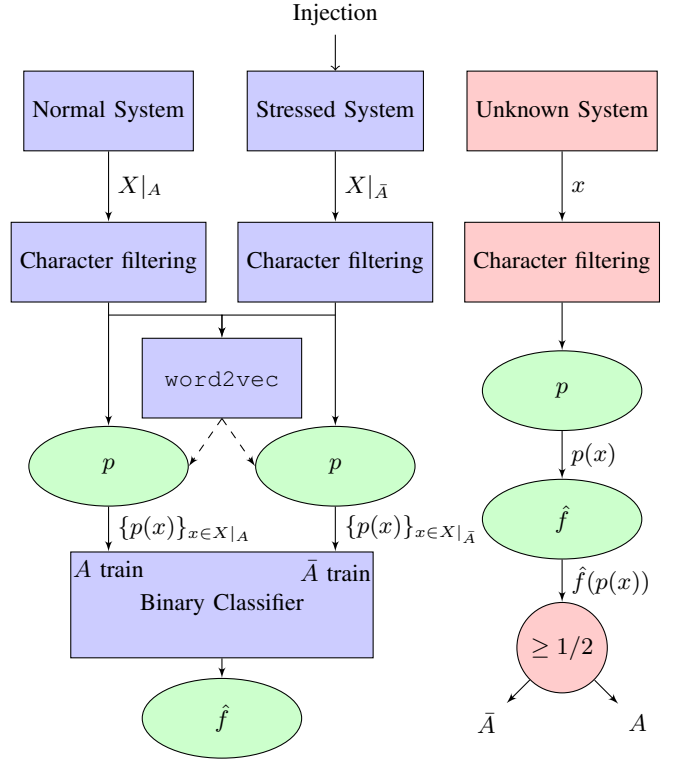 Injection
Normal System
Stressed System
Unknown System
X|_A
X|_Ā
x
Character filtering
Character filtering
Character filtering
word2vec
p
p
p
p(x)
{p(x)}_{x∈X|_A}
{p(x)}_{x∈X|_Ā}
f̂
A train
Ā train
Binary Classifier
f̂(p(x))
≥ 1/2
f̂
Ā
A